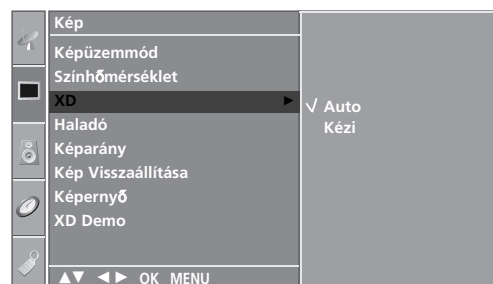 Kép
Képüzemmód
Színhőmérséklet
XD ►
√ Auto
Kézi
Haladó
Képarány
Kép Visszaállítása
Képernyő
XD Demo
▲▼ ◄► OK MENU